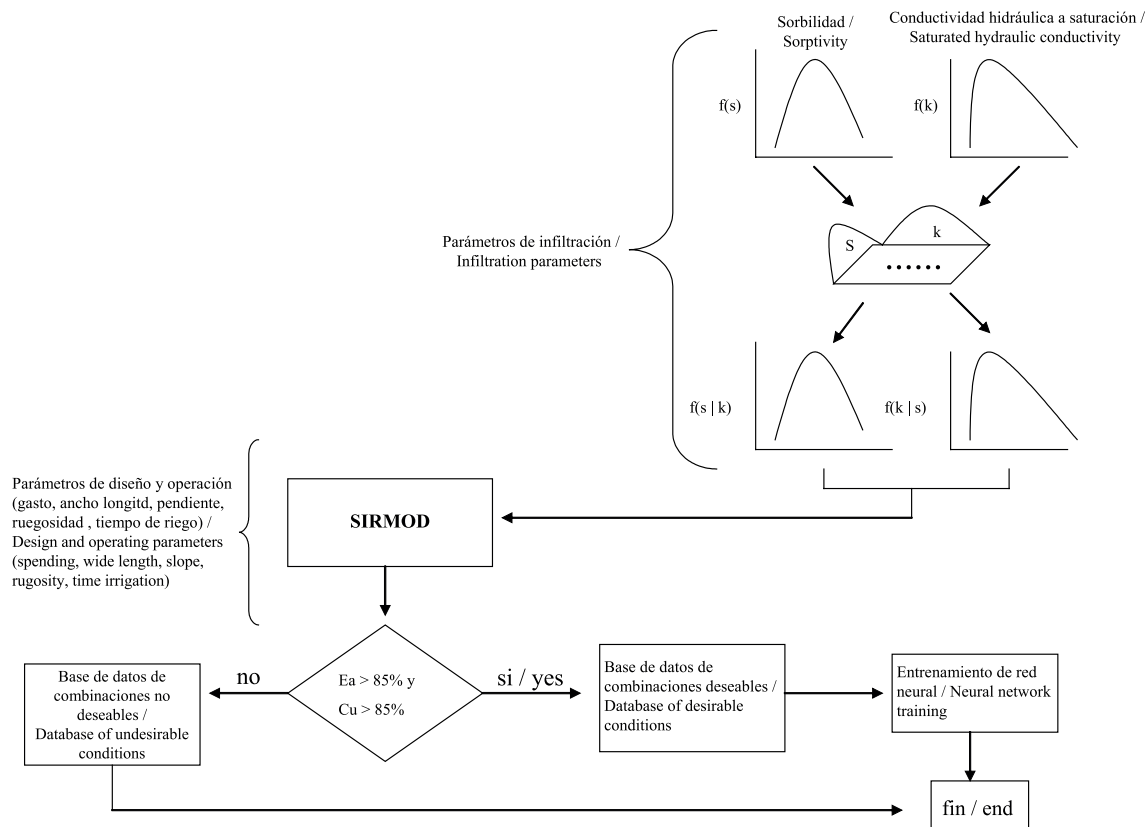 Sorbilidad /
Sorptivity
Conductividad hidráulica a saturación /
Saturated hydraulic conductivity
f(s)
f(k)
Parámetros de infiltración /
Infiltration parameters
S
k
f(s | k)
f(k | s)
Parámetros de diseño y operación
(gasto, ancho longitd, pendiente,
ruegosidad , tiempo de riego) /
Design and operating parameters
(spending, wide length, slope,
rugosity, time irrigation)
SIRMOD
no
Ea > 85% y
Cu > 85%
si / yes
Base de datos de
combinaciones no
deseables /
Database of undesirable
conditions
Base de datos de
combinaciones deseables /
Database of desirable
conditions
Entrenamiento de red
neural / Neural network
training
fin / end